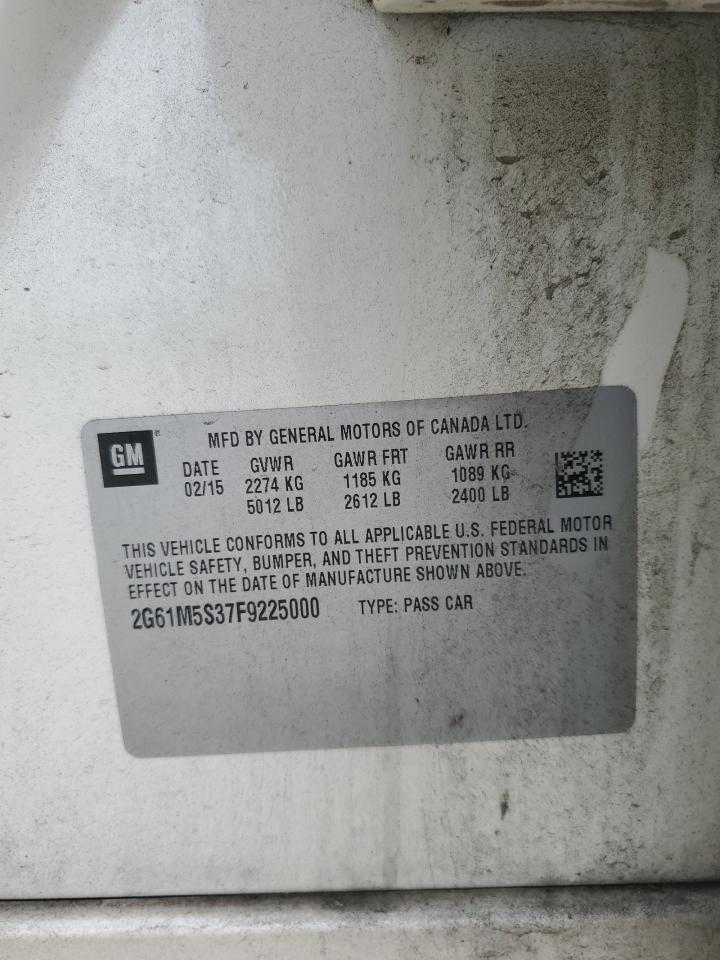 GM®
MFD BY GENERAL MOTORS OF CANADA LTD.
DATE GVWR GAWR FRT GAWR RR
02/15 2274 KG 1185 KG 1089 KG
5012 LB 2612 LB 2400 LB
THIS VEHICLE CONFORMS TO ALL APPLICABLE U.S. FEDERAL MOTOR
VEHICLE SAFETY, BUMPER, AND THEFT PREVENTION STANDARDS IN
EFFECT ON THE DATE OF MANUFACTURE SHOWN ABOVE.
2G61M5S37F9225000 TYPE: PASS CAR